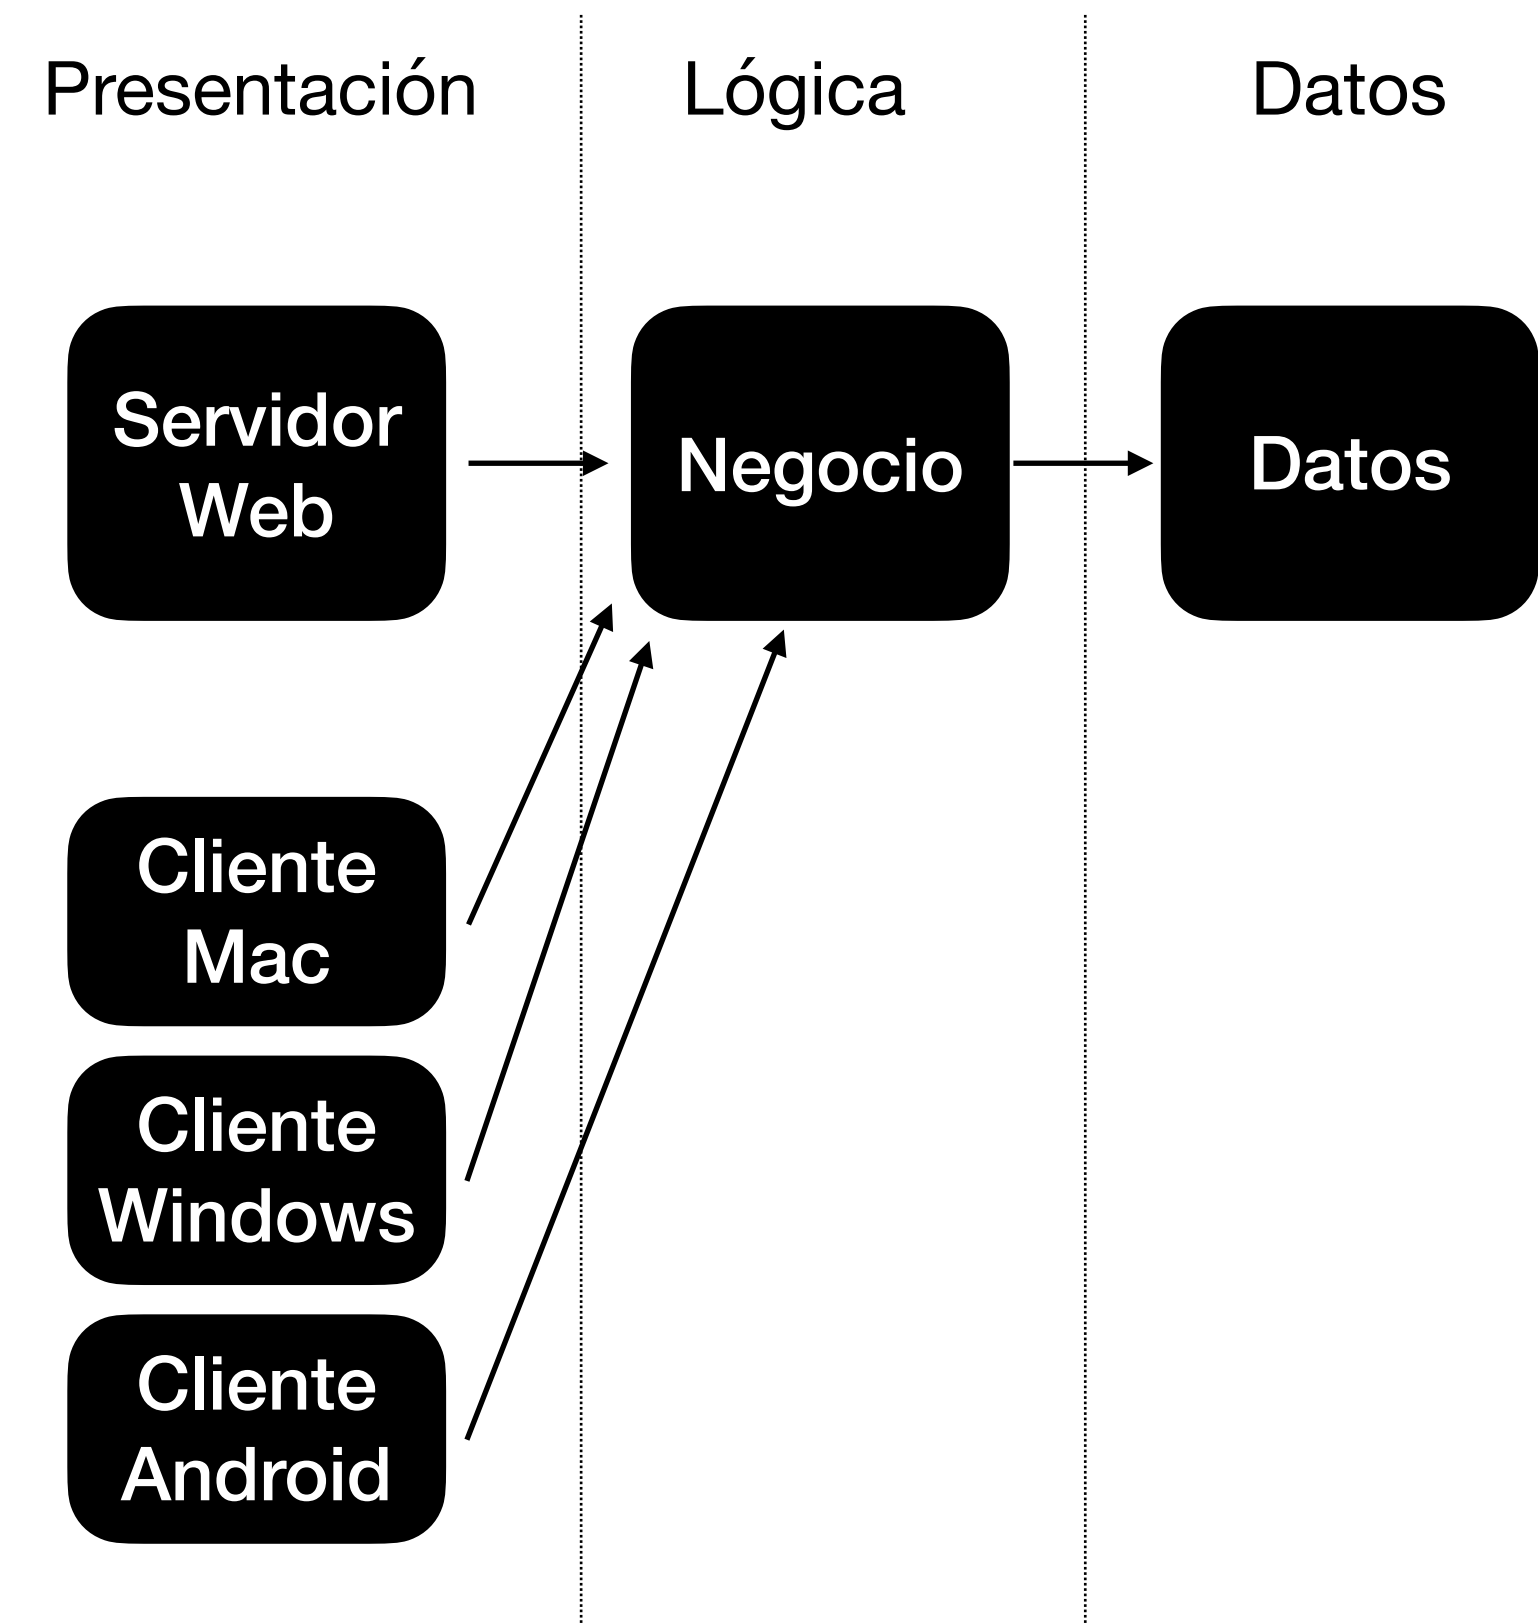 Presentación
Lógica
Datos
Servidor
Web
Negocio
Datos
Cliente
Mac
Cliente
Windows
Cliente
Android